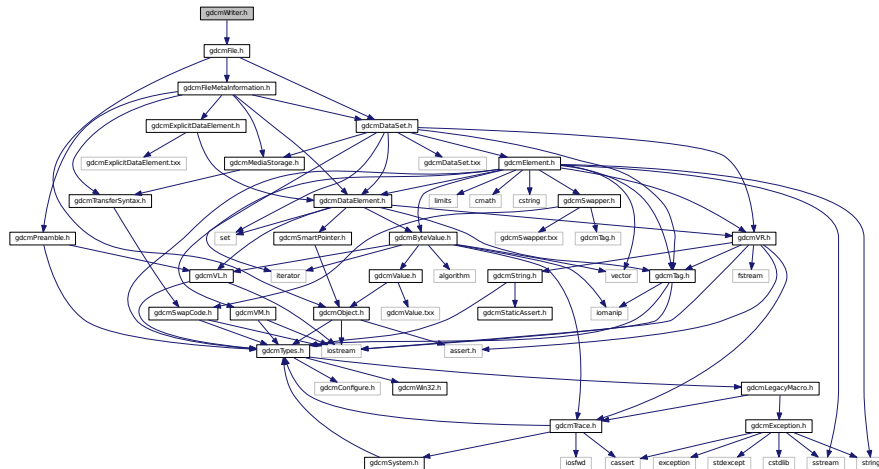 gdcmWriter.h
gdcmFile.h
gdcmFileMetaInformation.h
gdcmExplicitDataElement.h
gdcmDataSet.h
gdcmExplicitDataElement.txx
gdcmMediaStorage.h
gdcmDataSet.txx
gdcmElement.h
gdcmTransferSyntax.h
gdcmDataElement.h
limits
cmath
cstring
gdcmSwapper.h
gdcmPreamble.h
set
gdcmSmartPointer.h
gdcmByteValue.h
gdcmSwapper.txx
gdcmTag.h
gdcmVR.h
gdcmVL.h
iterator
gdcmValue.h
algorithm
gdcmString.h
vector
gdcmTag.h
fstream
gdcmSwapCode.h
gdcmVM.h
gdcmObject.h
gdcmValue.txx
gdcmStaticAssert.h
iomanip
gdcmTypes.h
iostream
assert.h
gdcmConfigure.h
gdcmWin32.h
gdcmLegacyMacro.h
gdcmTrace.h
gdcmException.h
gdcmSystem.h
iosfwd
cassert
exception
stdexcept
cstdlib
sstream
string